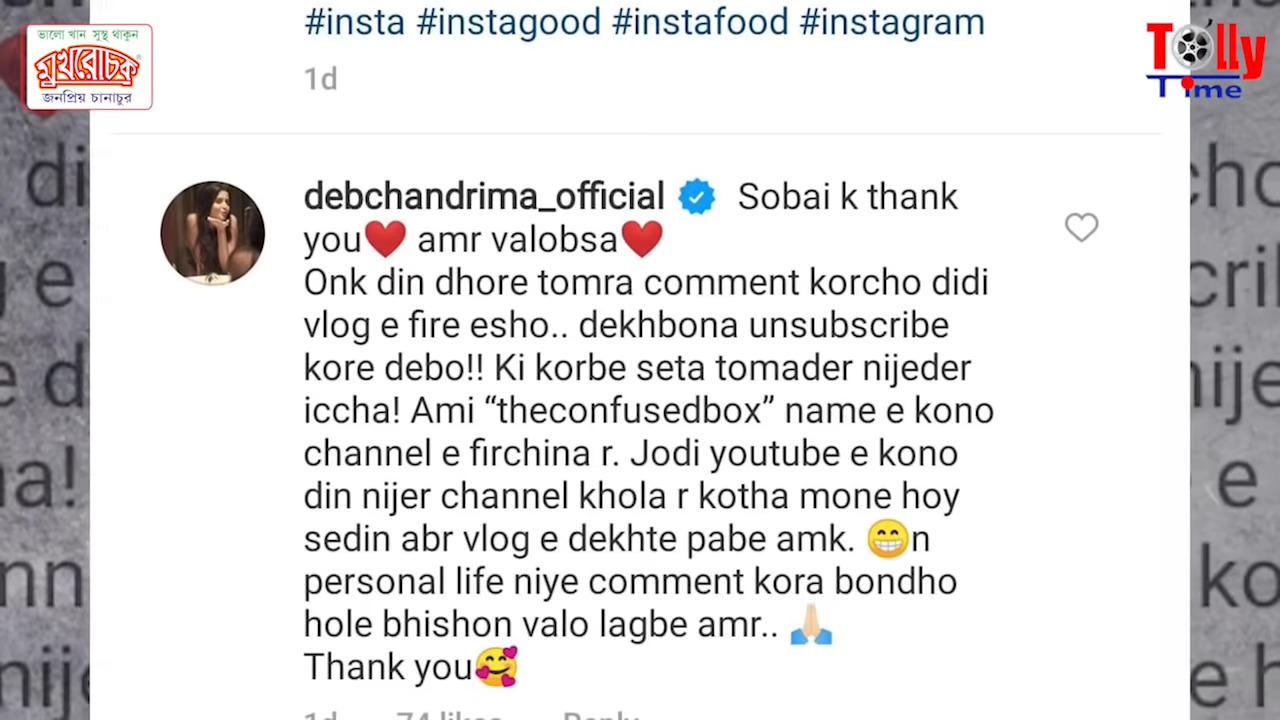 #insta #instagood #instafood #instagram
ভালো খান সুস্থ থাকুন
মুখরোচক
জনপ্রিয় চানাচুর
Tolly
Time
1d
debchandrima_official Sobai k thank
you❤️ amr valobsa❤️
Onk din dhore tomra comment korcho didi
vlog e fire esho.. dekhbona unsubscribe
kore debo!! Ki korbe seta tomader nijeder
iccha! Ami “theconfusedbox” name e kono
channel e firchina r. Jodi youtube e kono
din nijer channel khola r kotha mone hoy
sedin abr vlog e dekhte pabe amk. 😁n
personal life niye comment kora bondho
hole bhishon valo lagbe amr.. 🙏🏼
Thank you🥰
1d 74 likes Reply